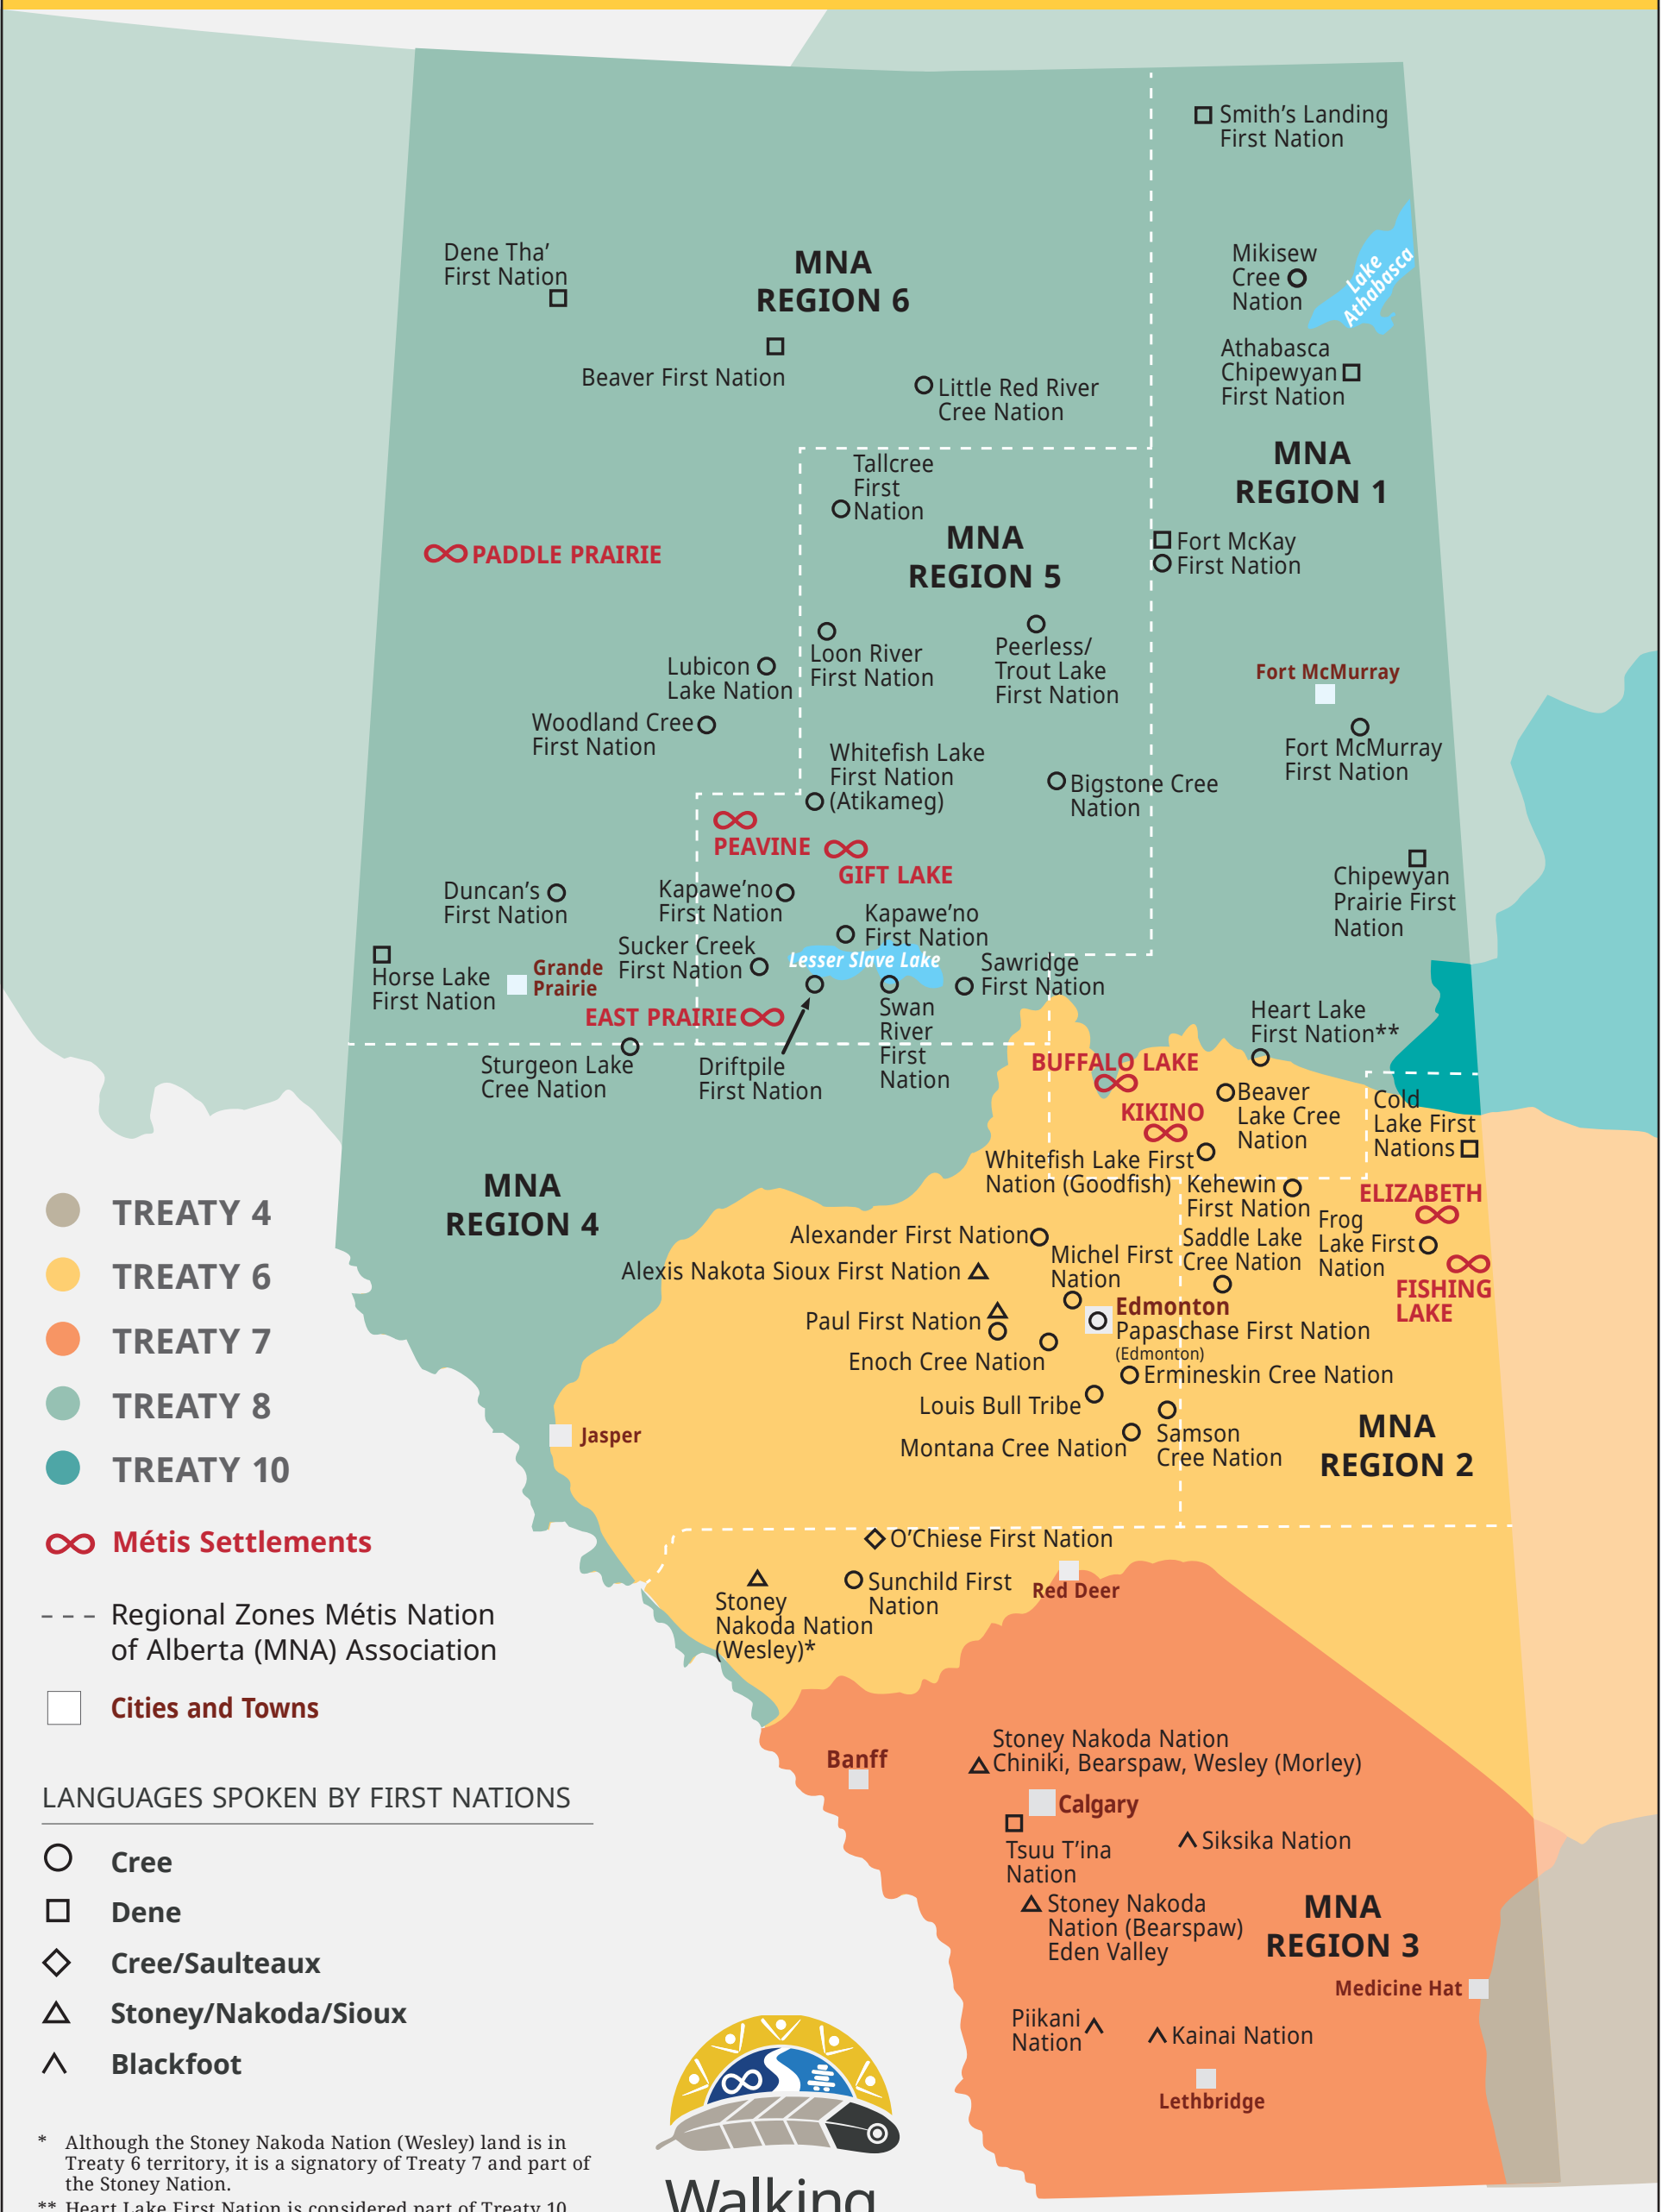 Smith's Landing
First Nation
Dene Tha'
First Nation
MNA
REGION 6
Mikisew
Cree
Nation
Lake
Athabasca
Beaver First Nation
Little Red River
Cree Nation
Athabasca
Chipewyan
First Nation
MNA
REGION 1
Tallcree
First
Nation
MNA
REGION 5
PADDLE PRAIRIE
Fort McKay
First Nation
Loon River
First Nation
Peerless/
Trout Lake
First Nation
Lubicon
Lake Nation
Fort McMurray
Woodland Cree
First Nation
Fort McMurray
First Nation
Whitefish Lake
First Nation
(Atikameg)
Bigstone Cree
Nation
PEAVINE
GIFT LAKE
Chipewyan
Prairie First
Nation
Duncan's
First Nation
Kapawe'no
First Nation
Kapawe'no
First Nation
Sucker Creek
First Nation
Lesser Slave Lake
Sawridge
First Nation
Horse Lake
First Nation
Grande
Prairie
EAST PRAIRIE
Swan
River
First
Nation
Heart Lake
First Nation**
Sturgeon Lake
Cree Nation
Driftpile
First Nation
BUFFALO LAKE
KIKINO
Beaver
Lake Cree
Nation
Cold
Lake First
Nations
Whitefish Lake First
Nation (Goodfish)
Kehewin
First Nation
ELIZABETH
MNA
REGION 4
Frog
Lake First
Nation
Alexander First Nation
Michel First
Nation
Saddle Lake
Cree Nation
Alexis Nakota Sioux First Nation
FISHING
LAKE
Edmonton
Papaschase First Nation
(Edmonton)
Paul First Nation
Enoch Cree Nation
Ermineskin Cree Nation
Louis Bull Tribe
Samson
Cree Nation
Montana Cree Nation
MNA
REGION 2
Jasper
O'Chiese First Nation
Sunchild First
Nation
Red Deer
Stoney
Nakoda Nation
(Wesley)*
Stoney Nakoda Nation
Chiniki, Bearspaw, Wesley (Morley)
Banff
Calgary
Tsuu T'ina
Nation
Siksika Nation
Stoney Nakoda
Nation (Bearspaw)
Eden Valley
MNA
REGION 3
Medicine Hat
Piikani
Nation
Kainai Nation
Lethbridge
TREATY 4
TREATY 6
TREATY 7
TREATY 8
TREATY 10
Métis Settlements
Regional Zones Métis Nation
of Alberta (MNA) Association
Cities and Towns
LANGUAGES SPOKEN BY FIRST NATIONS
Cree
Dene
Cree/Saulteaux
Stoney/Nakoda/Sioux
Blackfoot
* Although the Stoney Nakoda Nation (Wesley) land is in
Treaty 6 territory, it is a signatory of Treaty 7 and part of
the Stoney Nation.
** Heart Lake First Nation is considered part of Treaty 10
Walking